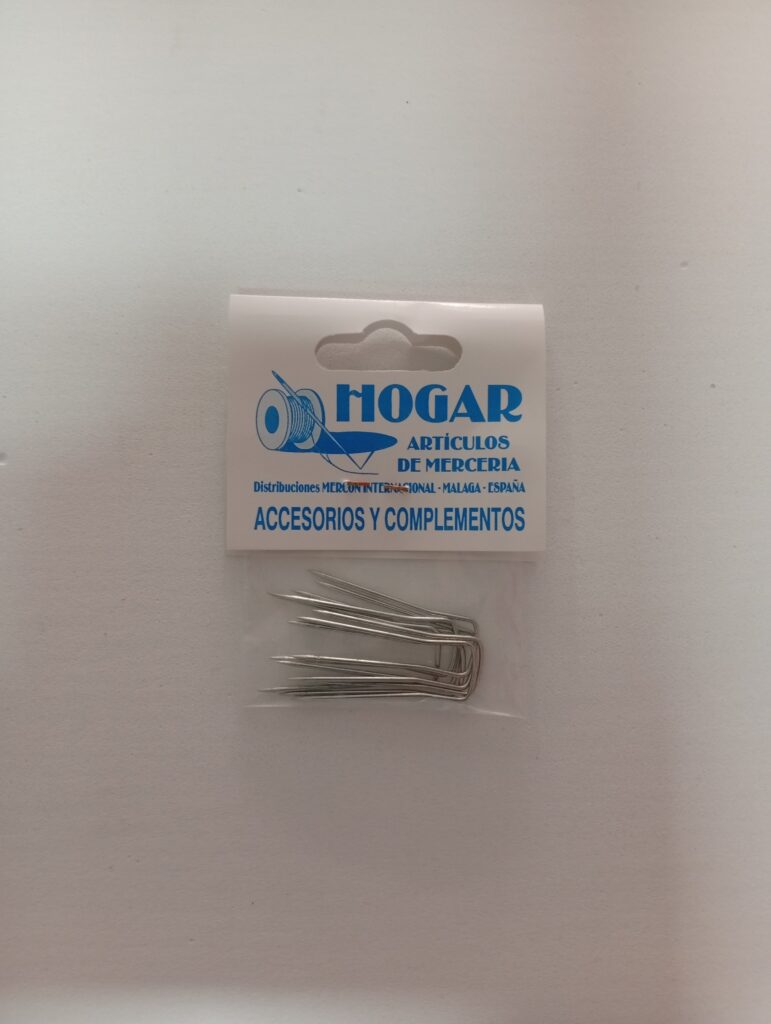 HOGAR
ARTÍCULOS
DE MERCERIA
Distribuciones MERCON INTERNACIONAL - MALAGA - ESPAÑA
ACCESORIOS Y COMPLEMENTOS